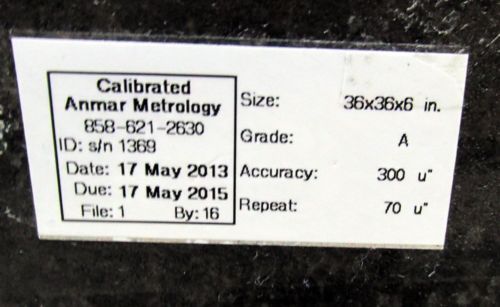 Calibrated
Anmar Metrology
858-621-2630
ID: s/n 1369
Date: 17 May 2013
Due: 17 May 2015
File: 1 By: 16
Size: 36x36x6 in.
Grade: A
Accuracy: 300 u"
Repeat: 70 u"